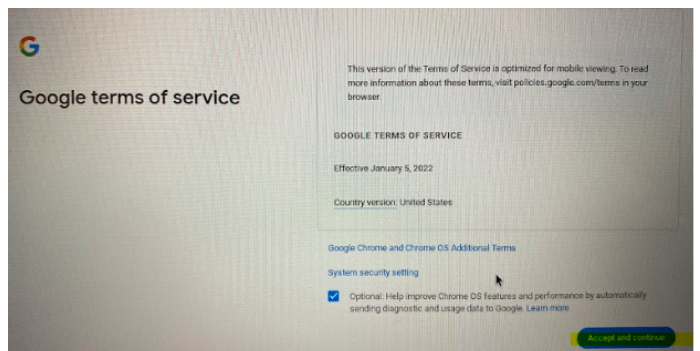 Google terms of service
This version of the Terms of Service is optimized for mobile viewing. To read
more information about these terms, visit policies.google.com/terms in your
browser.
GOOGLE TERMS OF SERVICE
Effective January 5, 2022
Country version: United States
Google Chrome and Chrome OS Additional Terms
System security setting
Optional: Help improve Chrome OS features and performance by automatically
sending diagnostic and usage data to Google. Learn more
Accept and continue